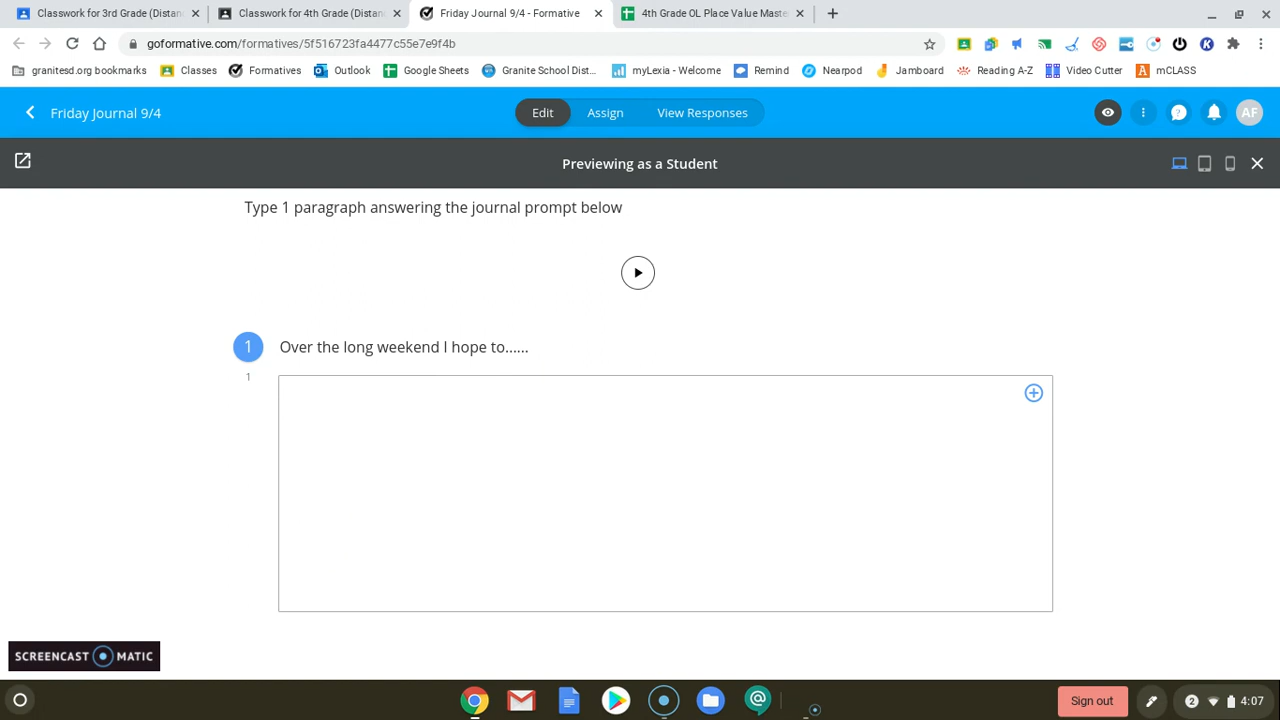 Classwork for 3rd Grade (Distan
Classwork for 4th Grade (Distan
Friday Journal 9/4 - Formative
4th Grade OL Place Value Maste
goformative.com/formatives/5f516723fa4477c55e7e9f4b
granitesd.org bookmarks
Classes
Formatives
Outlook
Google Sheets
Granite School Dist...
myLexia - Welcome
Remind
Nearpod
Jamboard
Reading A-Z
Video Cutter
mCLASS
Friday Journal 9/4
Edit
Assign
View Responses
AF
Previewing as a Student
Type 1 paragraph answering the journal prompt below
1 Over the long weekend I hope to......
1
SCREENCAST MATIC
Sign out
2
4:07